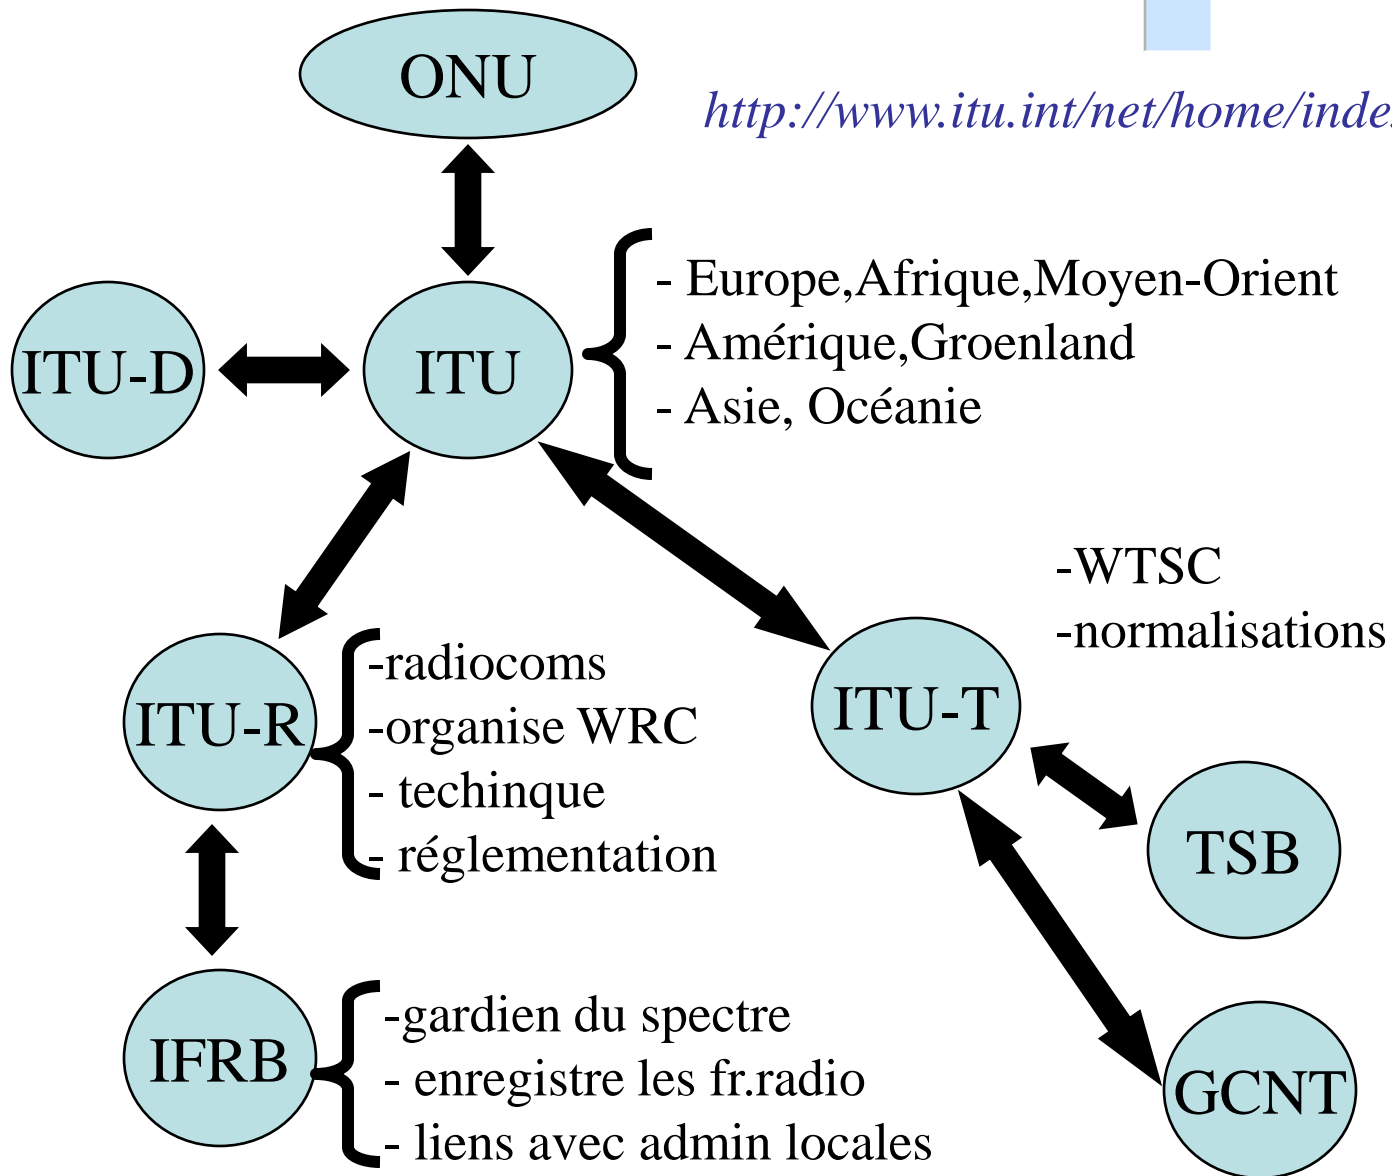 ONU
http://www.itu.int/net/home/index
- Europe,Afrique,Moyen-Orient
- Amérique,Groenland
- Asie, Océanie
ITU-D
ITU
-WTSC
-normalisations
ITU-R
-radiocoms
-organise WRC
- techinque
- réglementation
ITU-T
TSB
IFRB
-gardien du spectre
- enregistre les fr.radio
- liens avec admin locales
GCNT